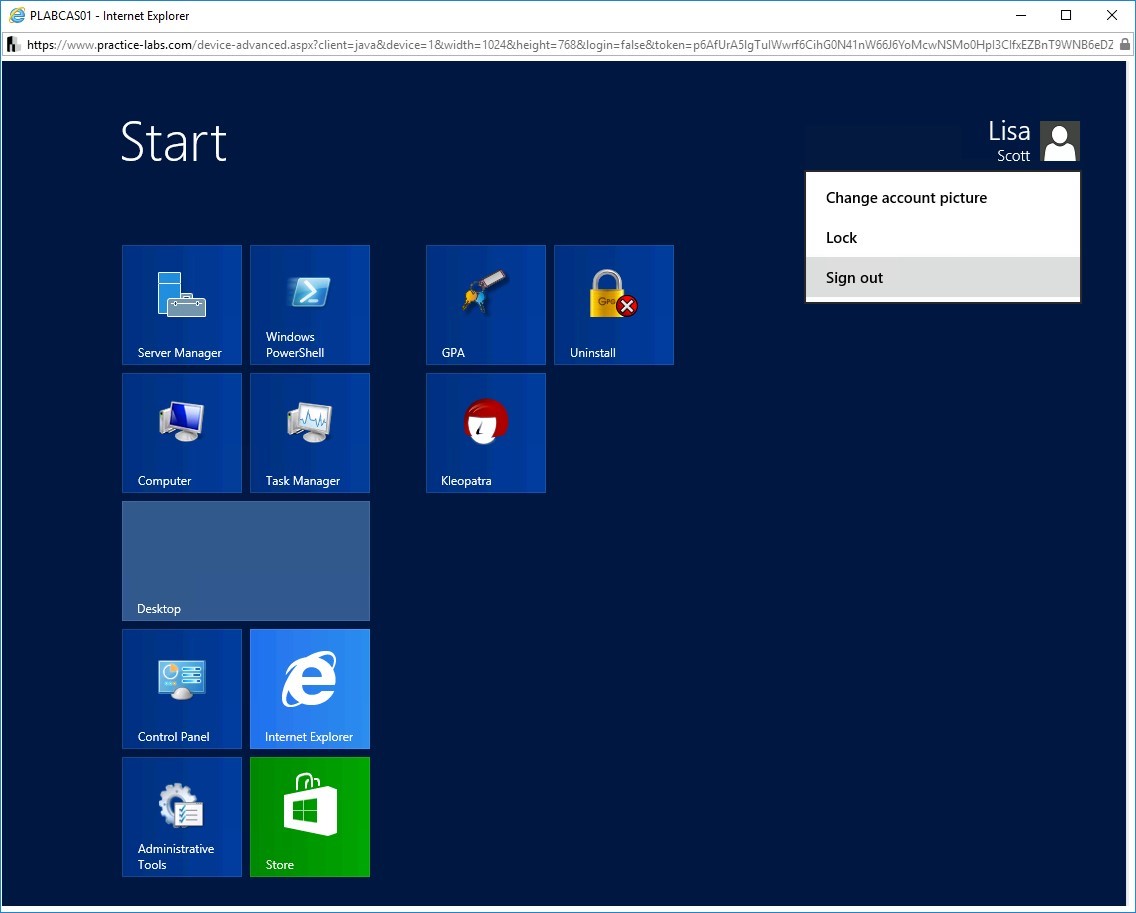 PLABCAS01 - Internet Explorer
https://www.practice-labs.com/device-advanced.aspx?client=java&device=1&width=1024&height=768&login=false&token=p6AfUrA5IgTulWwrf6CihG0N41nW66J6YoMcwNSMo0Hpl3ClfxEZBnT9WNB6eDZ
Start
Lisa
Scott
Change account picture
Lock
Sign out
Server Manager
Windows
PowerShell
GPA
GPG
Uninstall
Computer
Task Manager
Kleopatra
Desktop
Control Panel
Internet Explorer
Administrative
Tools
Store